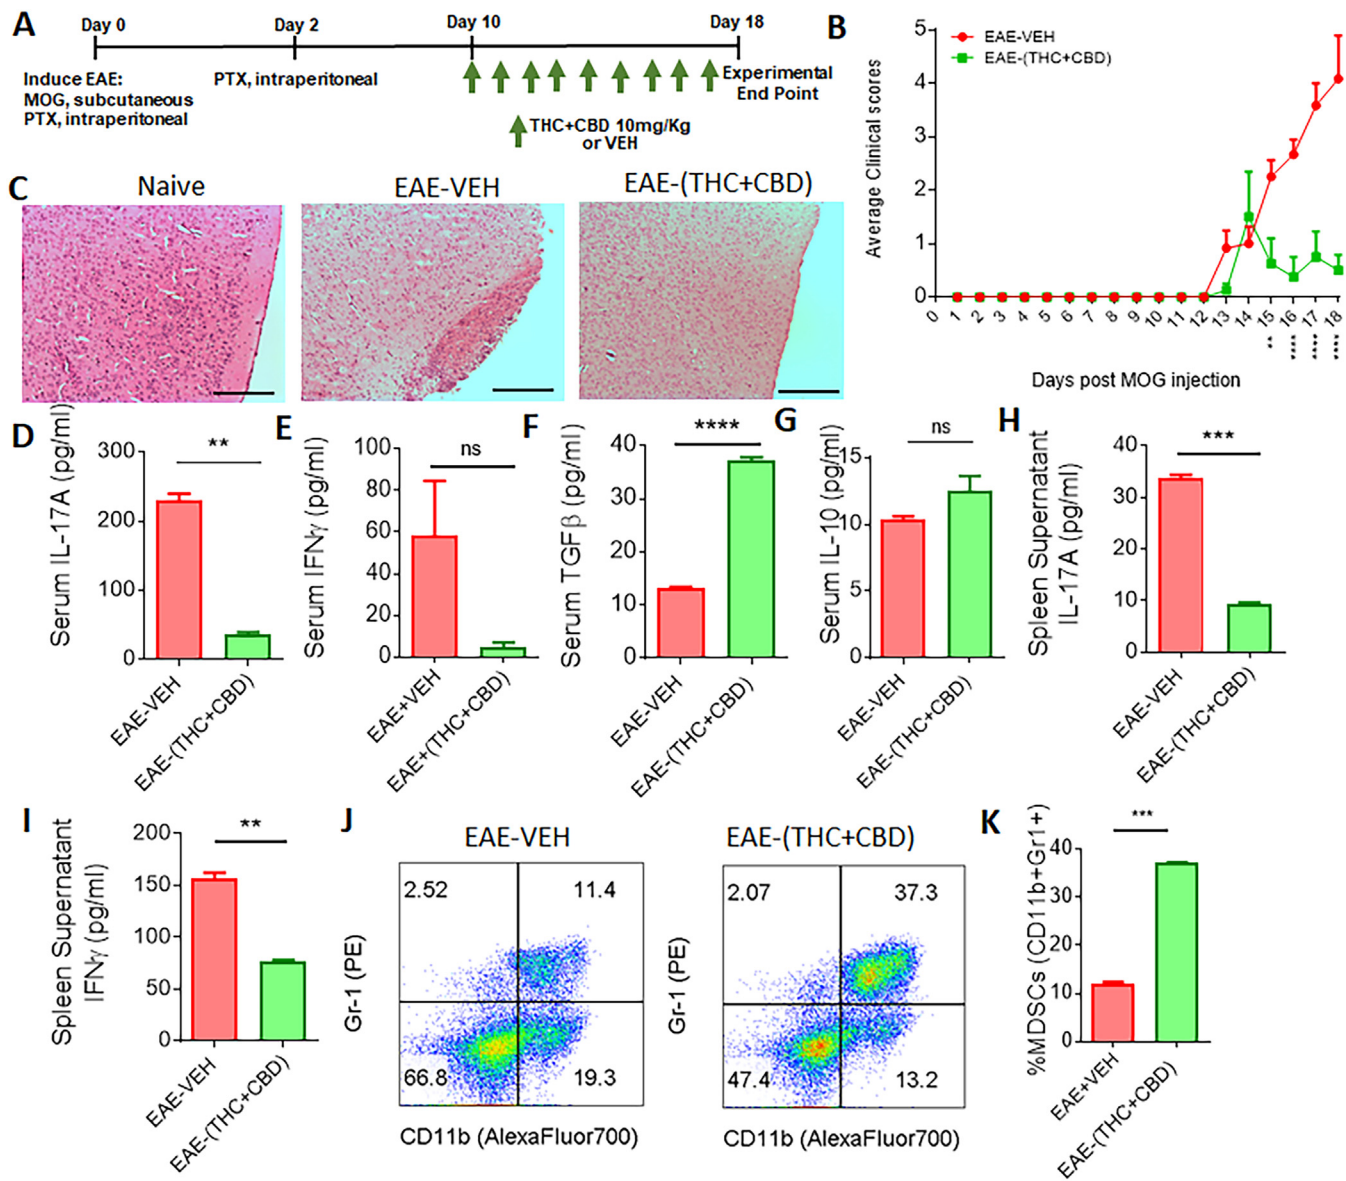 A
Day 0
Day 2
Day 10
Day 18
Induce EAE:
MOG, subcutaneous
PTX, intraperitoneal
PTX, intraperitoneal
Experimental
End Point
THC+CBD 10mg/Kg
or VEH
B
EAE-VEH
EAE-(THC+CBD)
Average Clinical scores
5
4
3
2
1
0
0 1 2 3 4 5 6 7 8 9 10 11 12 13 14 15 16 17 18
** **** **** ****
Days post MOG injection
C
Naive
EAE-VEH
EAE-(THC+CBD)
D
Serum IL-17A (pg/ml)
300
200
100
0
**
EAE-VEH
EAE-(THC+CBD)
E
Serum IFNγ (pg/ml)
100
80
60
40
20
0
ns
EAE+VEH
EAE+(THC+CBD)
F
Serum TGFβ (pg/ml)
40
30
20
10
0
****
EAE-VEH
EAE-(THC+CBD)
G
Serum IL-10 (pg/ml)
15
10
5
0
ns
EAE-VEH
EAE-(THC+CBD)
H
Spleen Supernatant
IL-17A (pg/ml)
40
30
20
10
0
***
EAE-VEH
EAE-(THC+CBD)
I
Spleen Supernatant
IFNγ (pg/ml)
200
150
100
50
0
**
EAE-VEH
EAE-(THC+CBD)
J
EAE-VEH
2.52
11.4
66.8
19.3
Gr-1 (PE)
CD11b (AlexaFluor700)
EAE-(THC+CBD)
2.07
37.3
47.4
13.2
Gr-1 (PE)
CD11b (AlexaFluor700)
K
%MDSCs (CD11b+Gr1+)
40
30
20
10
0
***
EAE+VEH
EAE-(THC+CBD)